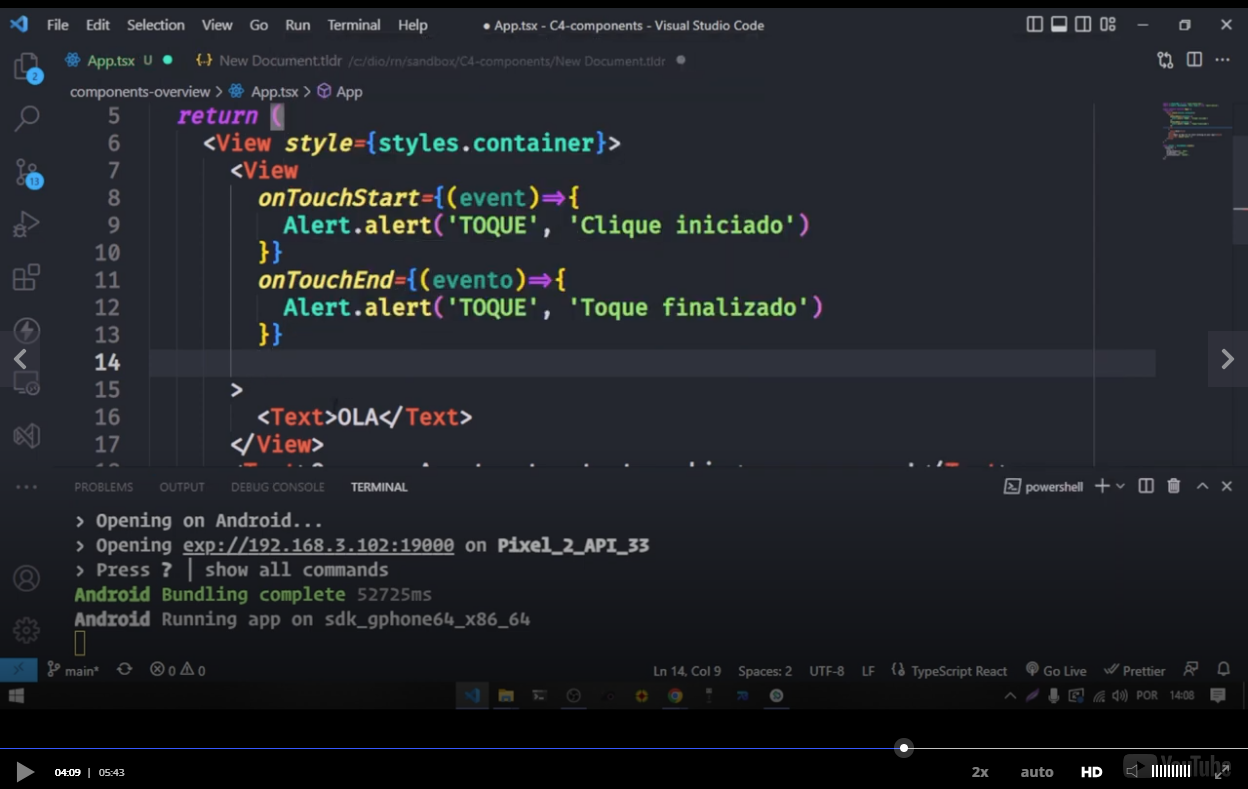 File Edit Selection View Go Run Terminal Help ● App.tsx - C4-components - Visual Studio Code
App.tsx U ● {..} New Document.tldr /c:/dio/rn/sandbox/C4-components/New Document.tldr ●
components-overview > App.tsx > App
2
13
5 return (
6 <View style={styles.container}>
7 <View
8 onTouchStart={(event)=>{
9 Alert.alert('TOQUE', 'Clique iniciado')
10 }}
11 onTouchEnd={(evento)=>{
12 Alert.alert('TOQUE', 'Toque finalizado')
13 }}
14
15 >
16 <Text>OLA</Text>
17 </View>
PROBLEMS OUTPUT DEBUG CONSOLE TERMINAL powershell
> Opening on Android...
> Opening exp://192.168.3.102:19000 on Pixel_2_API_33
> Press ? | show all commands
Android Bundling complete 52725ms
Android Running app on sdk_gphone64_x86_64
main* 0 0 Ln 14, Col 9 Spaces: 2 UTF-8 LF TypeScript React Go Live Prettier
POR 14:08
04:09 | 05:43 2x auto HD YouTube